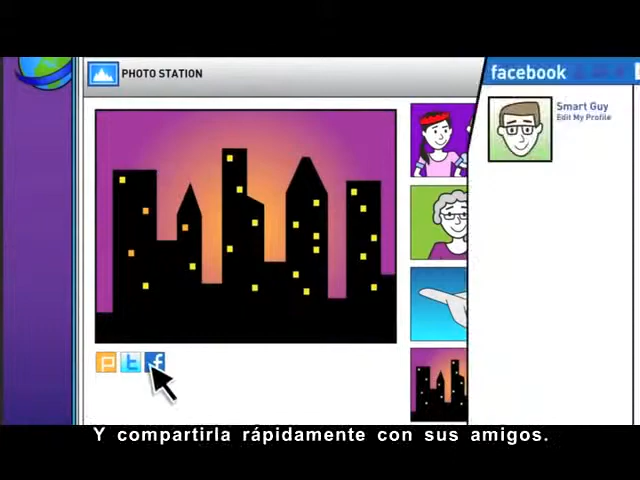 PHOTO STATION
facebook
Smart Guy
Edit My Profile
Y compartirla rápidamente con sus amigos.